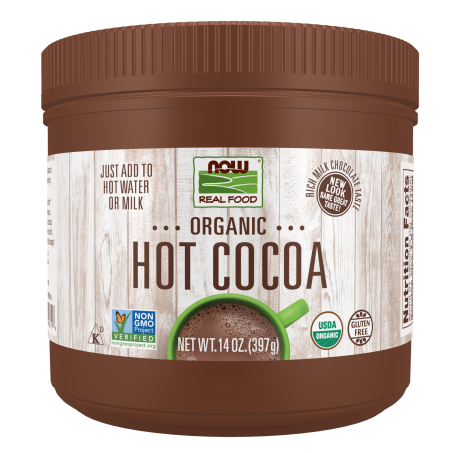 NOW®
REAL FOOD
JUST ADD TO
HOT WATER
OR MILK
RICH MILK CHOCOLATE TASTE
NEW
LOOK
SAME GREAT
TASTE!
ORGANIC
HOT COCOA
NON
GMO
Project
VERIFIED
nongmoproject.org
K D
NET WT. 14 OZ. (397g)
USDA
ORGANIC
GLUTEN
FREE
Nutrition Facts